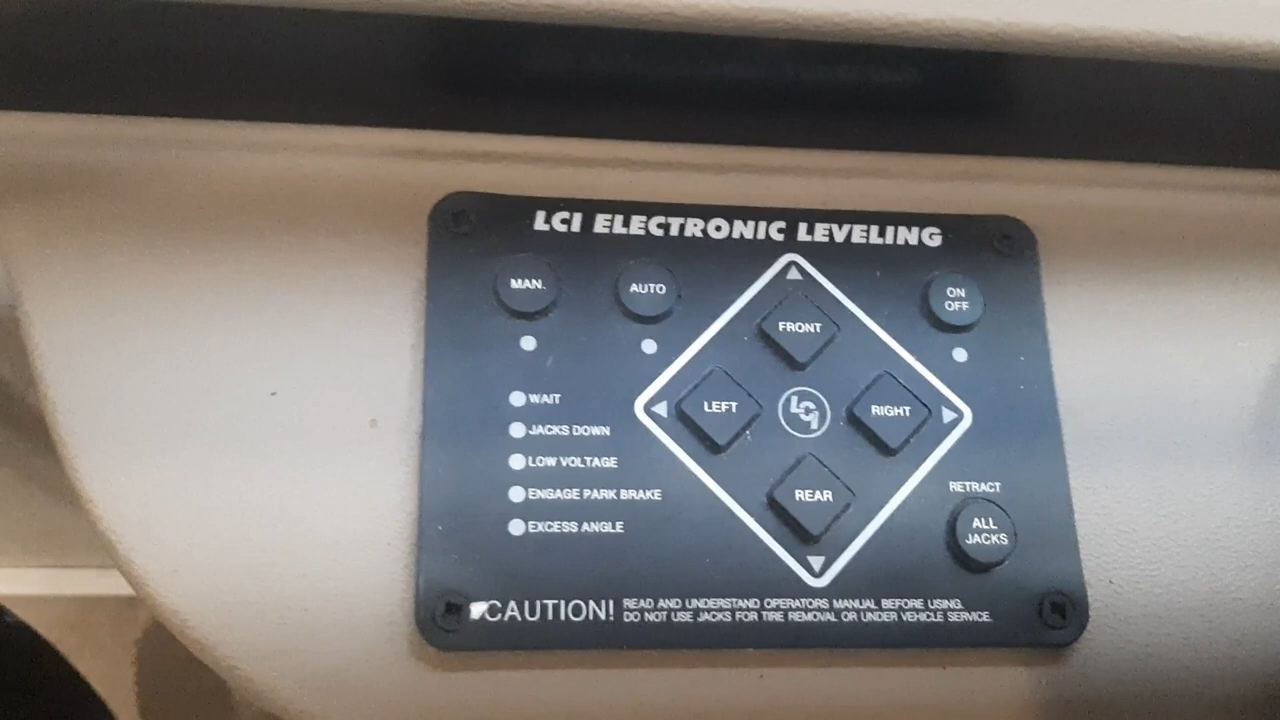 LCI ELECTRONIC LEVELING
MAN.
AUTO
ON
OFF
FRONT
LEFT
LCI
RIGHT
REAR
WAIT
JACKS DOWN
LOW VOLTAGE
ENGAGE PARK BRAKE
EXCESS ANGLE
RETRACT
ALL
JACKS
CAUTION!
READ AND UNDERSTAND OPERATORS MANUAL BEFORE USING.
DO NOT USE JACKS FOR TIRE REMOVAL OR UNDER VEHICLE SERVICE.